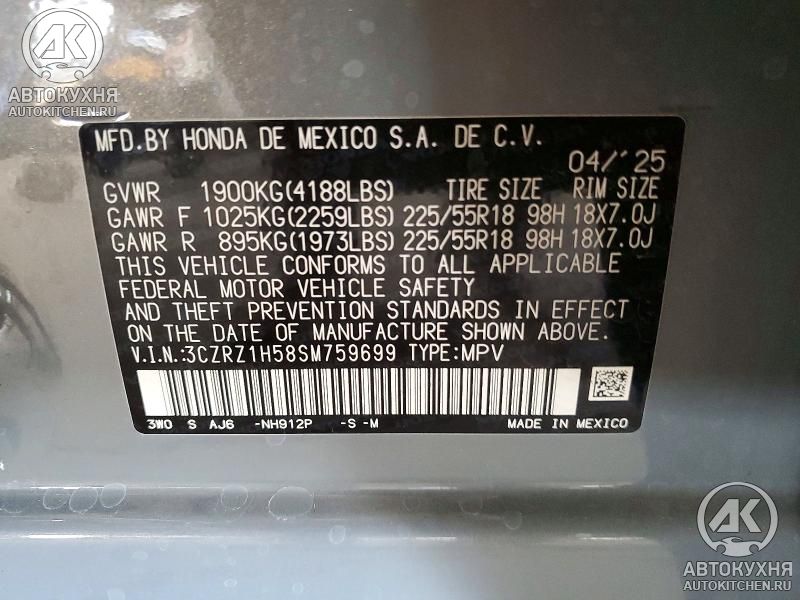 AK
АВТОКУХНЯ
AUTOKITCHEN.RU
MFD.BY HONDA DE MEXICO S.A. DE C.V.
04/'25
GVWR 1900KG(4188LBS) TIRE SIZE RIM SIZE
GAWR F 1025KG(2259LBS) 225/55R18 98H 18X7.0J
GAWR R 895KG(1973LBS) 225/55R18 98H 18X7.0J
THIS VEHICLE CONFORMS TO ALL APPLICABLE
FEDERAL MOTOR VEHICLE SAFETY
AND THEFT PREVENTION STANDARDS IN EFFECT
ON THE DATE OF MANUFACTURE SHOWN ABOVE.
V.I.N.:3CZRZ1H58SM759699 TYPE:MPV
3W0 S AJ6 -NH912P -S -M MADE IN MEXICO
AK
АВТОКУХНЯ
AUTOKITCHEN.RU